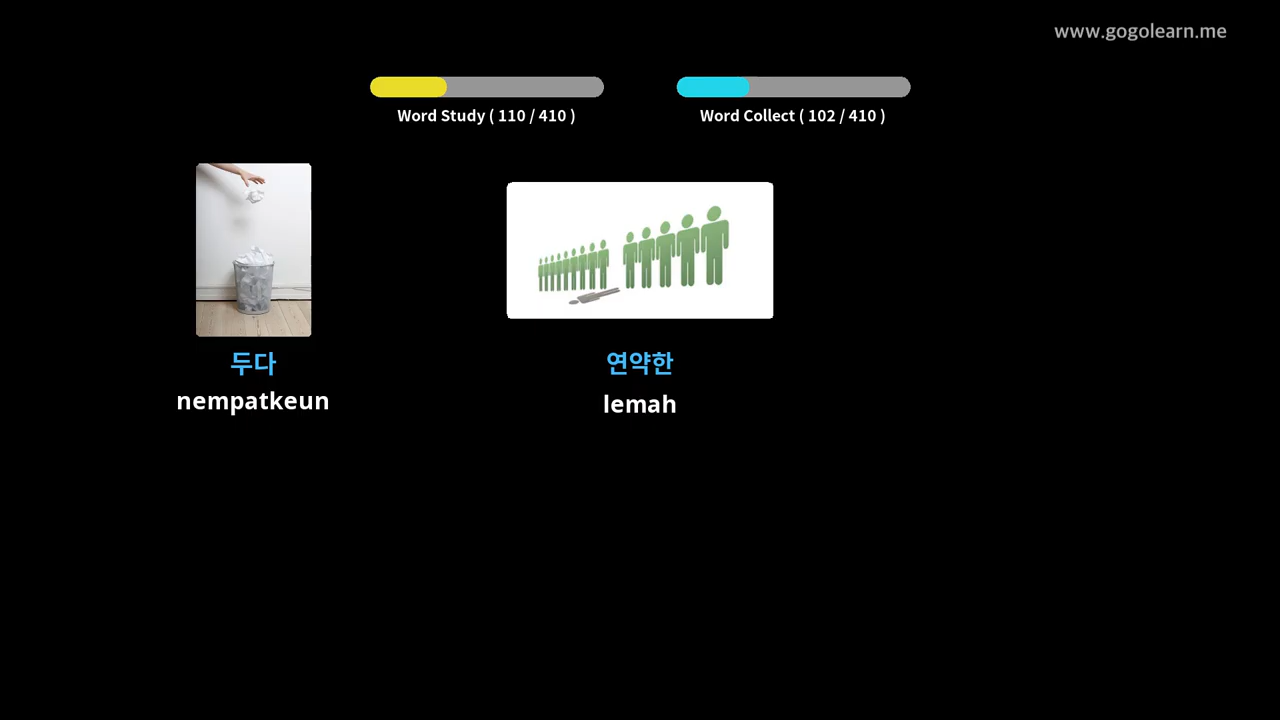 www.gogolearn.me
Word Study ( 110 / 410 )
Word Collect ( 102 / 410 )
두다
nempatkeun
연약한
lemah